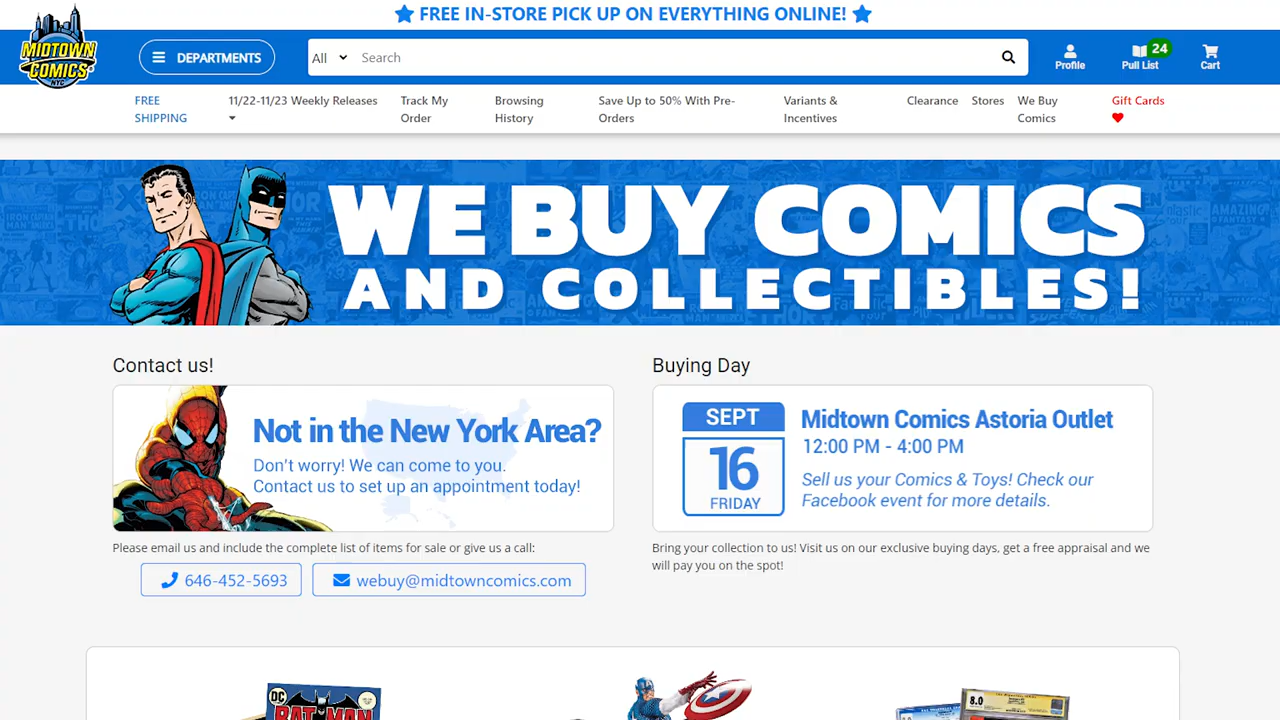 FREE IN-STORE PICK UP ON EVERYTHING ONLINE!
MIDTOWN
COMICS
NYC
DEPARTMENTS
All
Search
Profile
24
Pull List
Cart
FREE
SHIPPING
11/22-11/23 Weekly Releases
Track My
Order
Browsing
History
Save Up to 50% With Pre-
Orders
Variants &
Incentives
Clearance
Stores
We Buy
Comics
Gift Cards
WE BUY COMICS
AND COLLECTIBLES!
Contact us!
Not in the New York Area?
Don't worry! We can come to you.
Contact us to set up an appointment today!
Please email us and include the complete list of items for sale or give us a call:
646-452-5693
webuy@midtowncomics.com
Buying Day
SEPT
16
FRIDAY
Midtown Comics Astoria Outlet
12:00 PM - 4:00 PM
Sell us your Comics & Toys! Check our
Facebook event for more details.
Bring your collection to us! Visit us on our exclusive buying days, get a free appraisal and we
will pay you on the spot!
DC
BATMAN
8.0